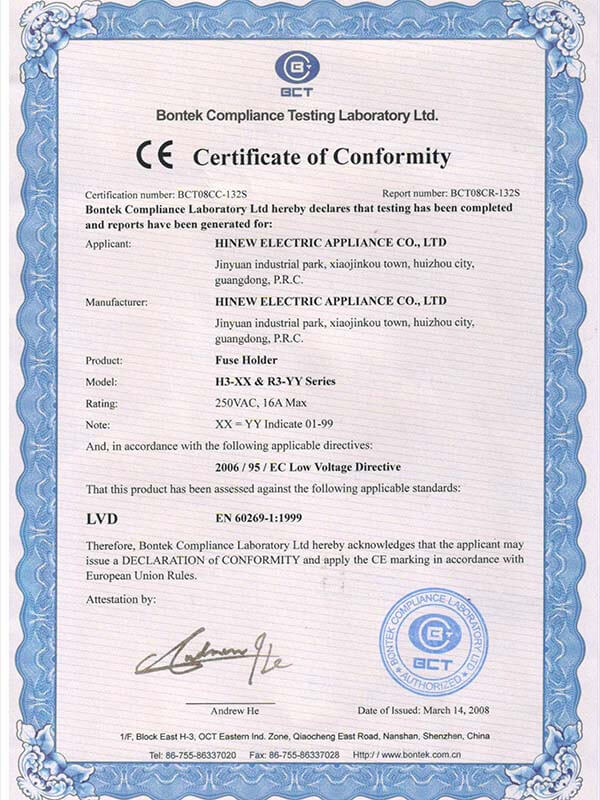 BCT
Bontek Compliance Testing Laboratory Ltd.
CE Certificate of Conformity
Certification number: BCT08CC-132S Report number: BCT08CR-132S
Bontek Compliance Laboratory Ltd hereby declares that testing has been completed
and reports have been generated for:
Applicant: HINEW ELECTRIC APPLIANCE CO., LTD
Jinyuan industrial park, xiaojinkou town, huizhou city,
guangdong, P.R.C.
Manufacturer: HINEW ELECTRIC APPLIANCE CO., LTD
Jinyuan industrial park, xiaojinkou town, huizhou city,
guangdong, P.R.C.
Product: Fuse Holder
Model: H3-XX & R3-YY Series
Rating: 250VAC, 16A Max
Note: XX = YY Indicate 01-99
And, in accordance with the following applicable directives:
2006 / 95 / EC Low Voltage Directive
That this product has been assessed against the following applicable standards:
LVD EN 60269-1:1999
Therefore, Bontek Compliance Laboratory Ltd hereby acknowledges that the applicant may
issue a DECLARATION of CONFORMITY and apply the CE marking in accordance with
European Union Rules.
Attestation by:
BONTEK COMPLIANCE LABORATORY LTD
BCT
AUTHORIZED
Andrew He
Andrew He Date of Issued: March 14, 2008
1/F, Block East H-3, OCT Eastern Ind. Zone, Qiaocheng East Road, Nanshan, Shenzhen, China
Tel: 86-755-86337020 Fax: 86-755-86337028 Http://www.bontek.com.cn